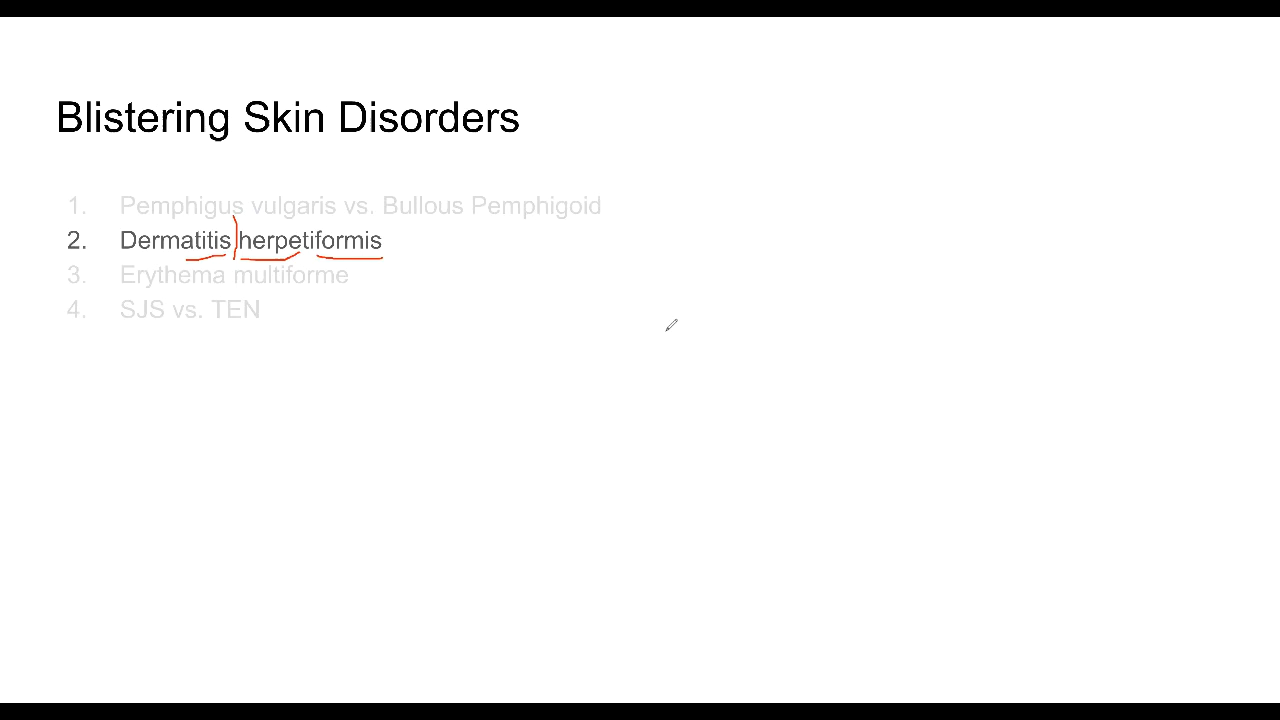 Blistering Skin Disorders
1. Pemphigus vulgaris vs. Bullous Pemphigoid
2. Dermatitis herpetiformis
3. Erythema multiforme
4. SJS vs. TEN